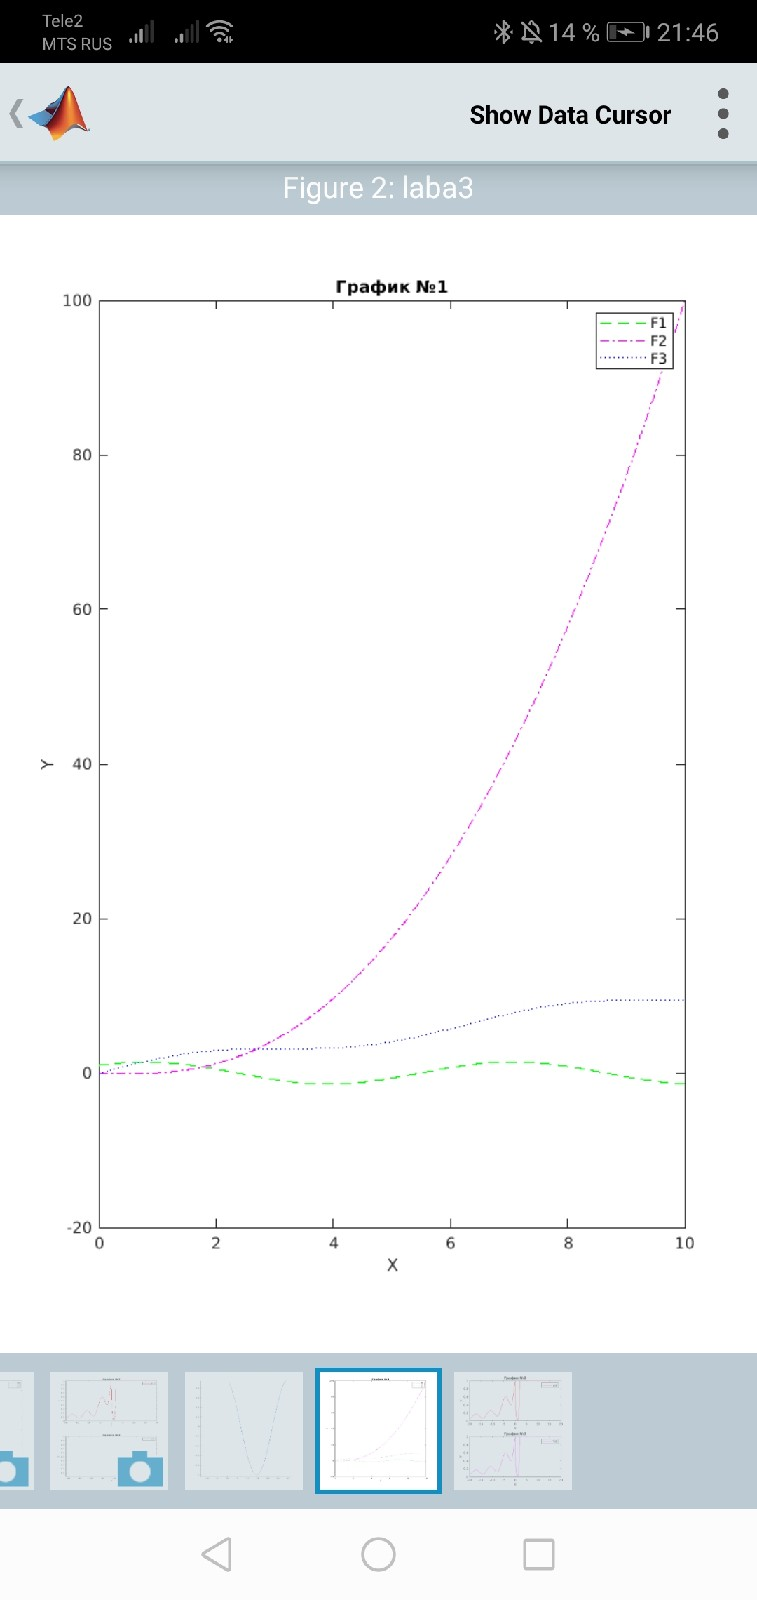 Tele2
MTS RUS
14 %
21:46
Show Data Cursor
Figure 2: laba3
График №1
100
80
60
40
20
0
-20
Y
F1
F2
F3
0 2 4 6 8 10
X